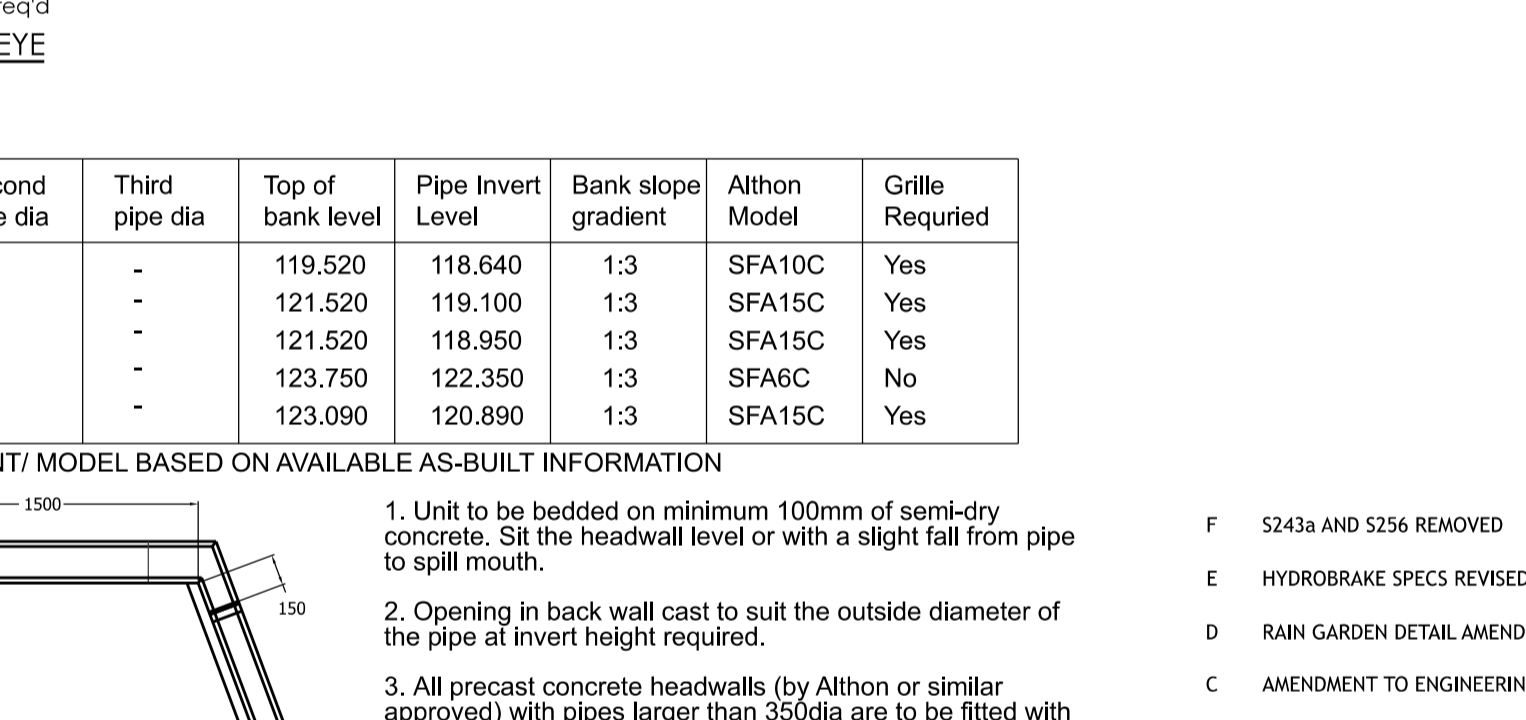 req'd
EYE
cond Third Top of Pipe Invert Bank slope Althon Grille
e dia pipe dia bank level Level gradient Model Requried
- 119.520 118.640 1:3 SFA10C Yes
- 121.520 119.100 1:3 SFA15C Yes
- 121.520 118.950 1:3 SFA15C Yes
- 123.750 122.350 1:3 SFA6C No
- 123.090 120.890 1:3 SFA15C Yes
NT/ MODEL BASED ON AVAILABLE AS-BUILT INFORMATION
1500
150
1. Unit to be bedded on minimum 100mm of semi-dry
concrete. Sit the headwall level or with a slight fall from pipe
to spill mouth.
2. Opening in back wall cast to suit the outside diameter of
the pipe at invert height required.
3. All precast concrete headwalls (by Althon or similar
approved) with pipes larger than 350dia are to be fitted with
F S243a AND S256 REMOVED
E HYDROBRAKE SPECS REVISED
D RAIN GARDEN DETAIL AMEND
C AMENDMENT TO ENGINEERIN